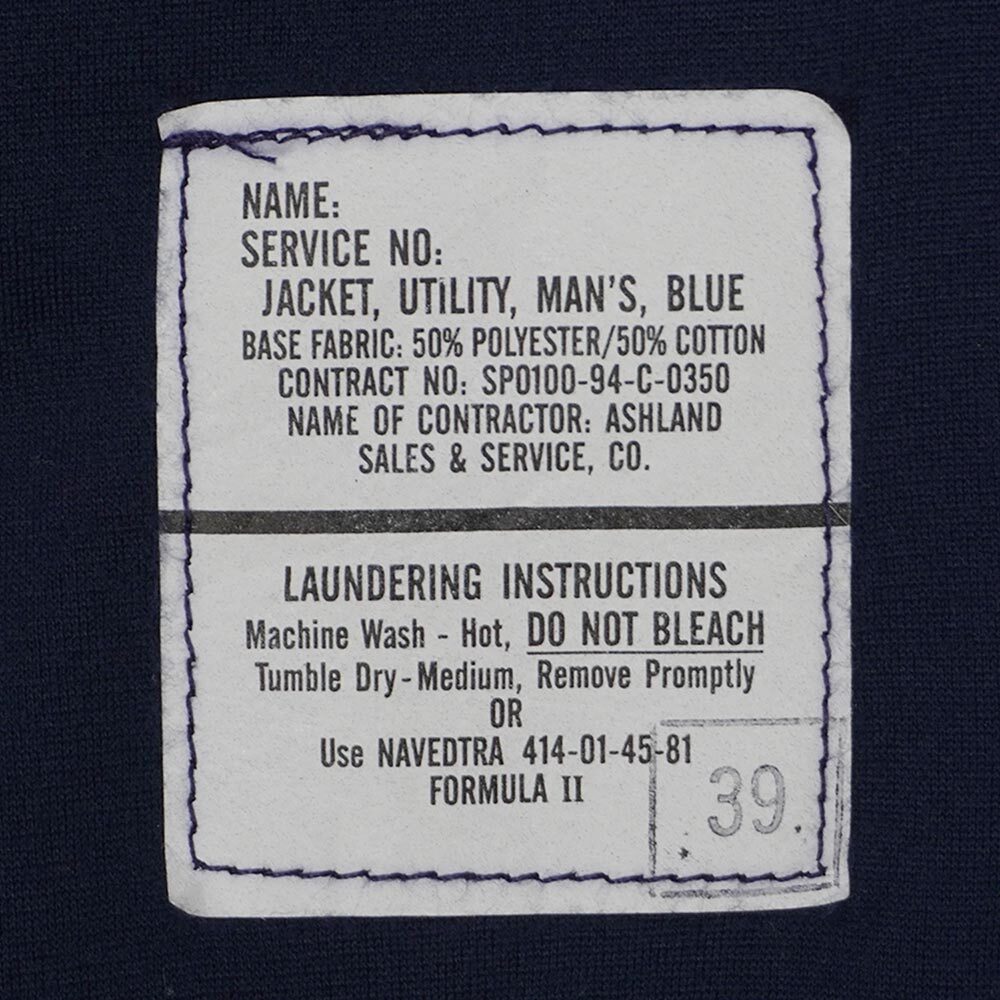 NAME:
SERVICE NO:
JACKET, UTILITY, MAN'S, BLUE
BASE FABRIC: 50% POLYESTER/50% COTTON
CONTRACT NO: SPO100-94-C-0350
NAME OF CONTRACTOR: ASHLAND
SALES & SERVICE, CO.
LAUNDERING INSTRUCTIONS
Machine Wash - Hot, DO NOT BLEACH
Tumble Dry-Medium, Remove Promptly
OR
Use NAVEDTRA 414-01-45-81
FORMULA II
39.